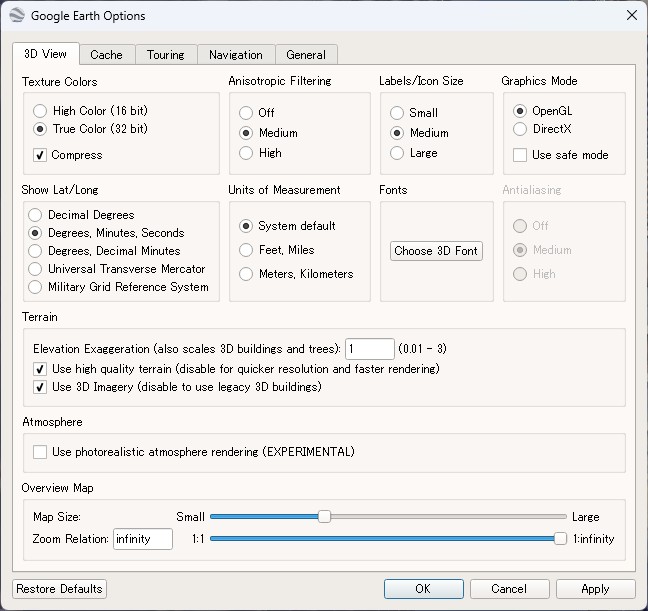 Google Earth Options
3D View Cache Touring Navigation General
Texture Colors
High Color (16 bit)
True Color (32 bit)
Compress
Anisotropic Filtering
Off
Medium
High
Labels/Icon Size
Small
Medium
Large
Graphics Mode
OpenGL
DirectX
Use safe mode
Show Lat/Long
Decimal Degrees
Degrees, Minutes, Seconds
Degrees, Decimal Minutes
Universal Transverse Mercator
Military Grid Reference System
Units of Measurement
System default
Feet, Miles
Meters, Kilometers
Fonts
Choose 3D Font
Antialiasing
Off
Medium
High
Terrain
Elevation Exaggeration (also scales 3D buildings and trees): 1 (0.01 - 3)
Use high quality terrain (disable for quicker resolution and faster rendering)
Use 3D Imagery (disable to use legacy 3D buildings)
Atmosphere
Use photorealistic atmosphere rendering (EXPERIMENTAL)
Overview Map
Map Size: Small Large
Zoom Relation: infinity 1:1 1:infinity
Restore Defaults OK Cancel Apply